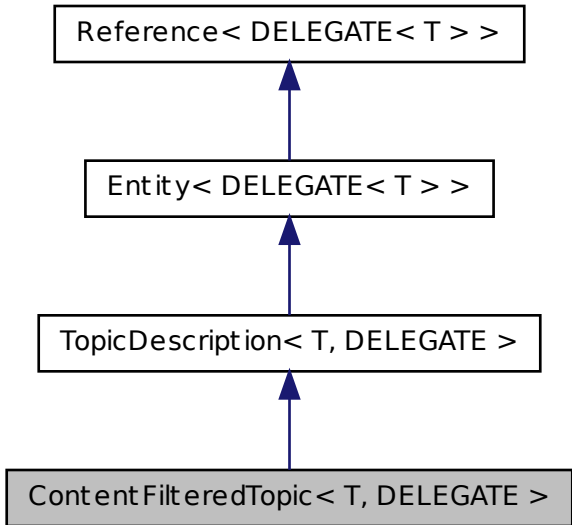 Reference< DELEGATE< T > >
Entity< DELEGATE< T > >
TopicDescription< T, DELEGATE >
ContentFilteredTopic< T, DELEGATE >